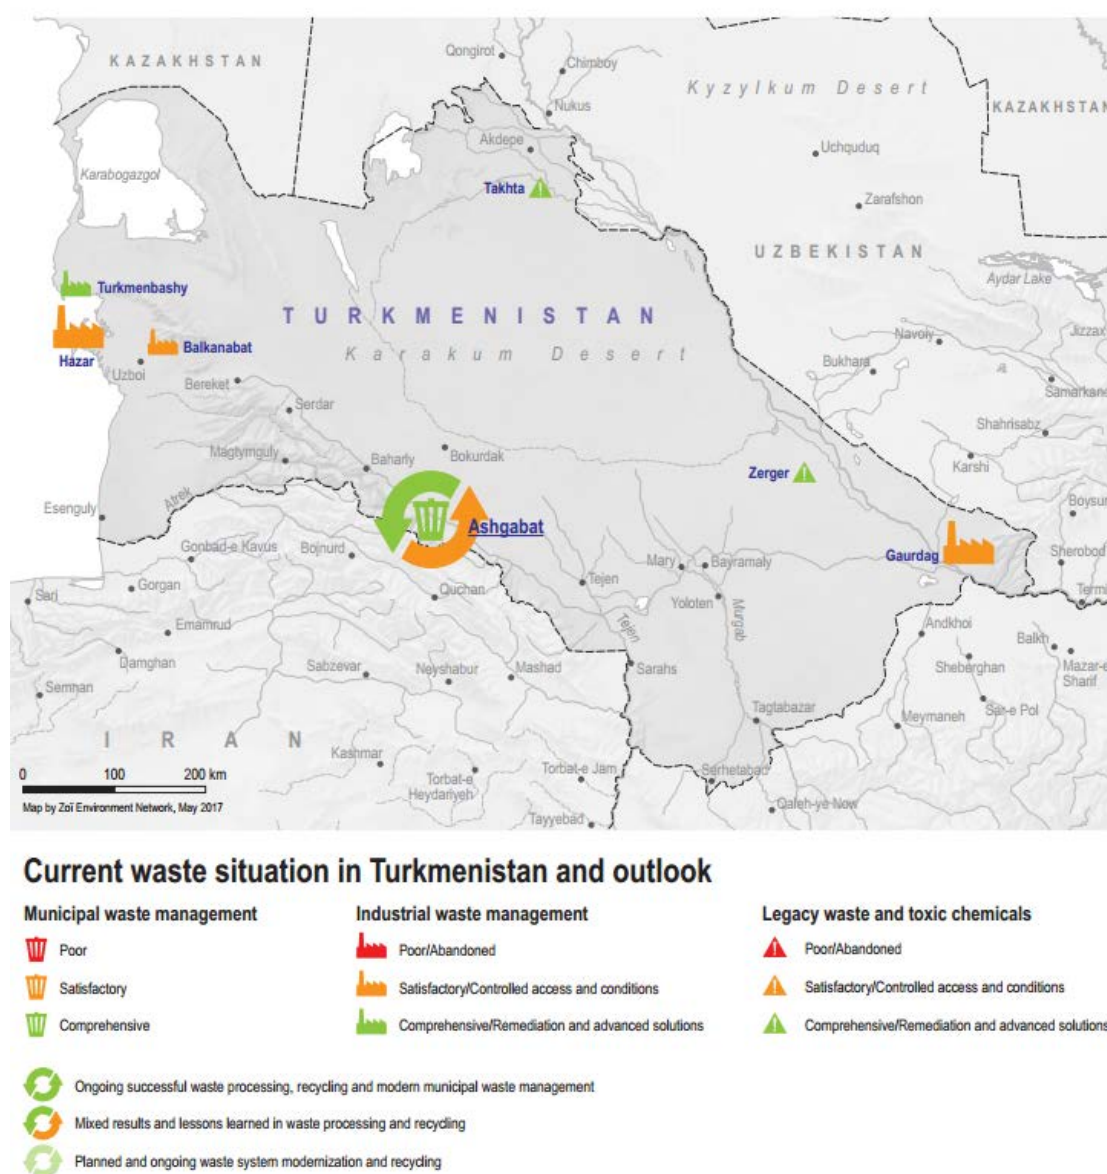 KAZAKHSTAN
Qongirot
Chimboy
Kyzylkum Desert
Nukus
KAZAKHSTAN
Akdepe
Uchquduq
Karabogazgol
Takhta
Zarafshon
UZBEKISTAN
Aydar Lake
Turkmenbashy
TURKMENISTAN
Navoiy
Jizzax
Hazar
Balkanabat
Karakum Desert
Bukhara
Uzboi
Bereket
Samarkand
Serdar
Shahrisabz
Magtymguly
Baharly
Bokurdak
Zerger
Karshi
Esenguly
Atrek
Boysun
Ashgabat
Gonbad-e Kavus
Bojnurd
Gaurdag
Mary
Bayramaly
Sherobod
Gorgan
Tejen
Sari
Quchan
Yoloten
Termi
Emamrud
Tejen
Murgab
Andkhoi
Balkh
Damghan
Sabzevar
Neyshabur
Mashad
Sarahs
Sheberghan
Mazar-e
Sharif
Semnan
Sar-e Pol
Tagtabazar
Meymaneh
IRAN
Kashmar
0 100 200 km
Torbat-e
Heydariyeh
Torbat-e Jam
Serhetabad
Map by Zoï Environment Network, May 2017
Qaleh-ye Now
Tayyebad
Current waste situation in Turkmenistan and outlook
Municipal waste management
Poor
Satisfactory
Comprehensive
Industrial waste management
Poor/Abandoned
Satisfactory/Controlled access and conditions
Comprehensive/Remediation and advanced solutions
Legacy waste and toxic chemicals
Poor/Abandoned
Satisfactory/Controlled access and conditions
Comprehensive/Remediation and advanced solutions
Ongoing successful waste processing, recycling and modern municipal waste management
Mixed results and lessons learned in waste processing and recycling
Planned and ongoing waste system modernization and recycling